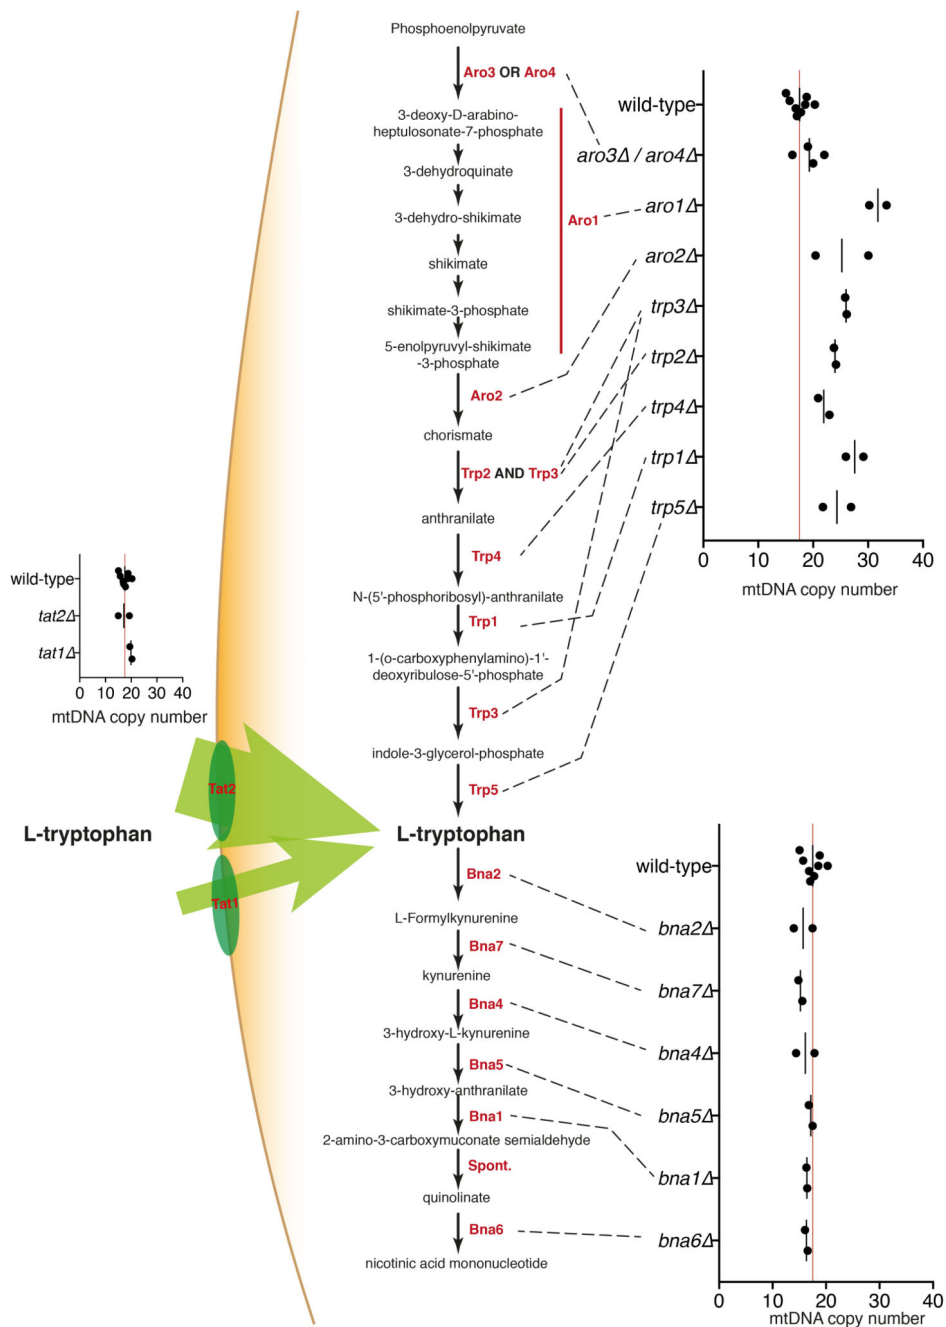 Phosphoenolpyruvate
Aro3 OR Aro4
3-deoxy-D-arabino-
heptulosonate-7-phosphate
3-dehydroquinate
3-dehydro-shikimate
Aro1
shikimate
shikimate-3-phosphate
5-enolpyruvyl-shikimate
-3-phosphate
Aro2
chorismate
Trp2 AND Trp3
anthranilate
Trp4
N-(5'-phosphoribosyl)-anthranilate
Trp1
1-(o-carboxyphenylamino)-1'-
deoxyribulose-5'-phosphate
Trp3
indole-3-glycerol-phosphate
Trp5
L-tryptophan
Bna2
L-Formylkynurenine
Bna7
kynurenine
Bna4
3-hydroxy-L-kynurenine
Bna5
3-hydroxy-anthranilate
Bna1
2-amino-3-carboxymuconate semialdehyde
Spont.
quinolinate
Bna6
nicotinic acid mononucleotide
wild-type
aro3Δ / aro4Δ
aro1Δ
aro2Δ
trp3Δ
trp2Δ
trp4Δ
trp1Δ
trp5Δ
0 10 20 30 40
mtDNA copy number
wild-type
tat2Δ
tat1Δ
0 10 20 30 40
mtDNA copy number
Tat2
L-tryptophan
Tat1
wild-type
bna2Δ
bna7Δ
bna4Δ
bna5Δ
bna1Δ
bna6Δ
0 10 20 30 40
mtDNA copy number